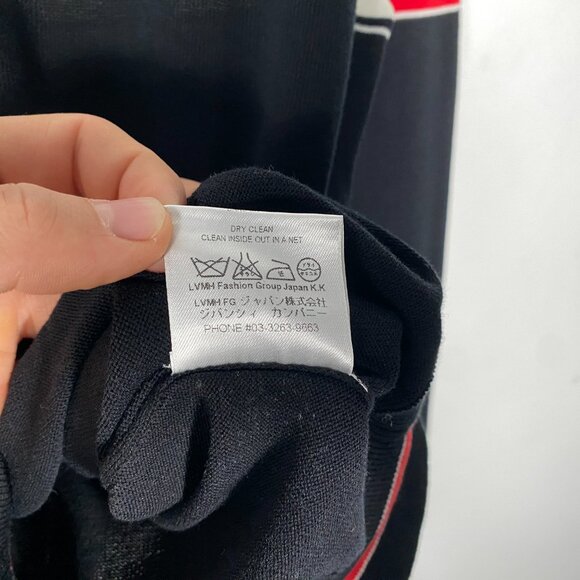 DRY CLEAN
CLEAN INSIDE OUT IN A NET
LVMH Fashion Group Japan K.K
LVMH FG ジャパン株式会社
ジバンシィ カンパニー
PHONE #03-3263-9663